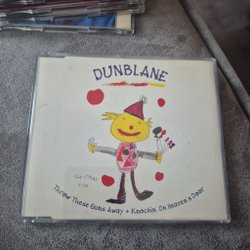 DUNBLANE
Throw These Guns Away + Knockin' On Heaven's Door